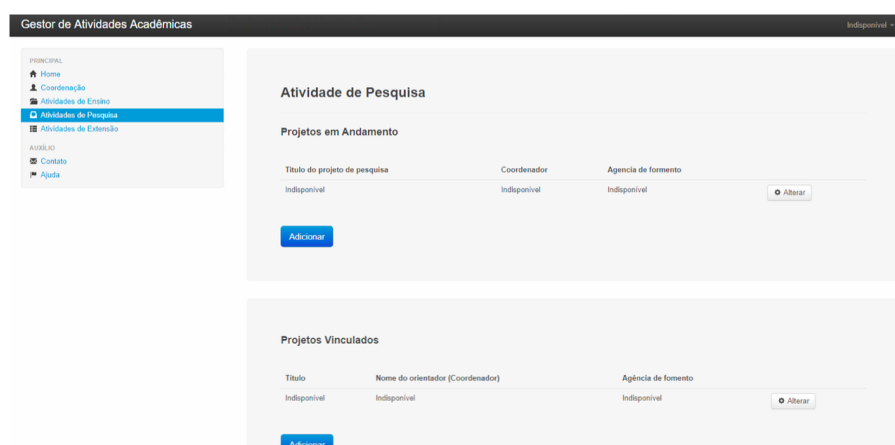 Gestor de Atividades Acadêmicas
Indisponível
PRINCIPAL
Home
Coordenação
Atividades de Ensino
Atividades de Pesquisa
Atividades de Extensão
AUXÍLIO
Contato
Ajuda
Atividade de Pesquisa
Projetos em Andamento
Titulo do projeto de pesquisa Coordenador Agencia de formento
Indisponível Indisponível Indisponível Alterar
Adicionar
Projetos Vinculados
Título Nome do orientador (Coordenador) Agência de fomento
Indisponível Indisponível Indisponível Alterar
Adicionar